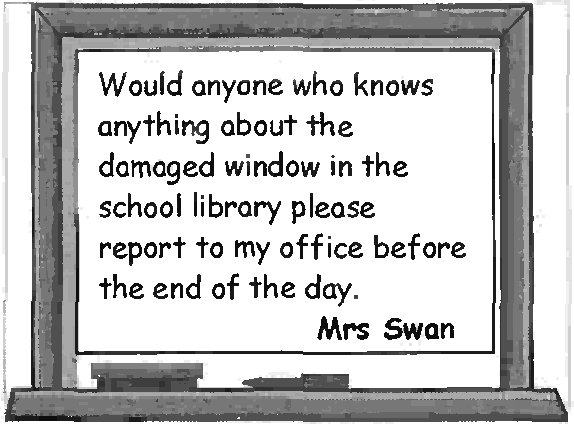 Would anyone who knows
anything about the
damaged window in the
school library please
report to my office before
the end of the day.
Mrs Swan